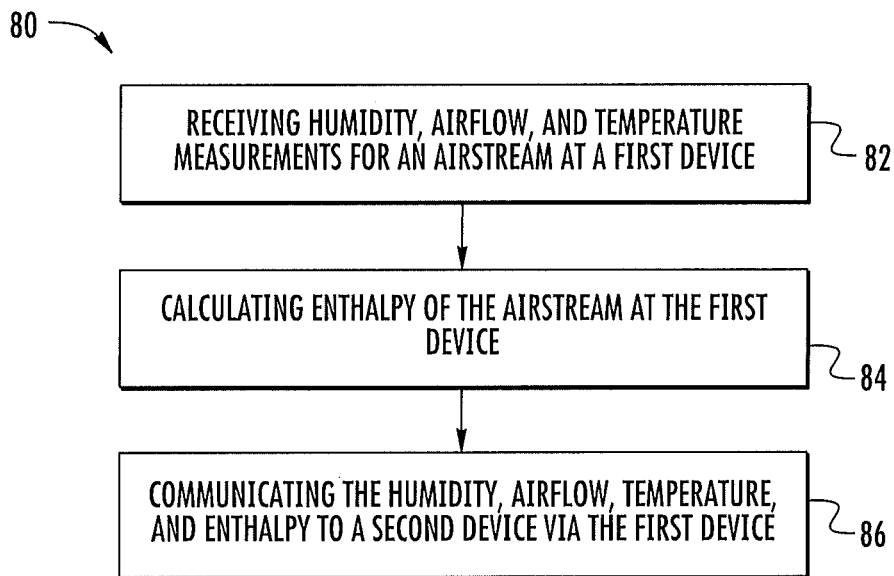 80
RECEIVING HUMIDITY, AIRFLOW, AND TEMPERATURE
MEASUREMENTS FOR AN AIRSTREAM AT A FIRST DEVICE
82
CALCULATING ENTHALPY OF THE AIRSTREAM AT THE FIRST
DEVICE
84
COMMUNICATING THE HUMIDITY, AIRFLOW, TEMPERATURE,
AND ENTHALPY TO A SECOND DEVICE VIA THE FIRST DEVICE
86